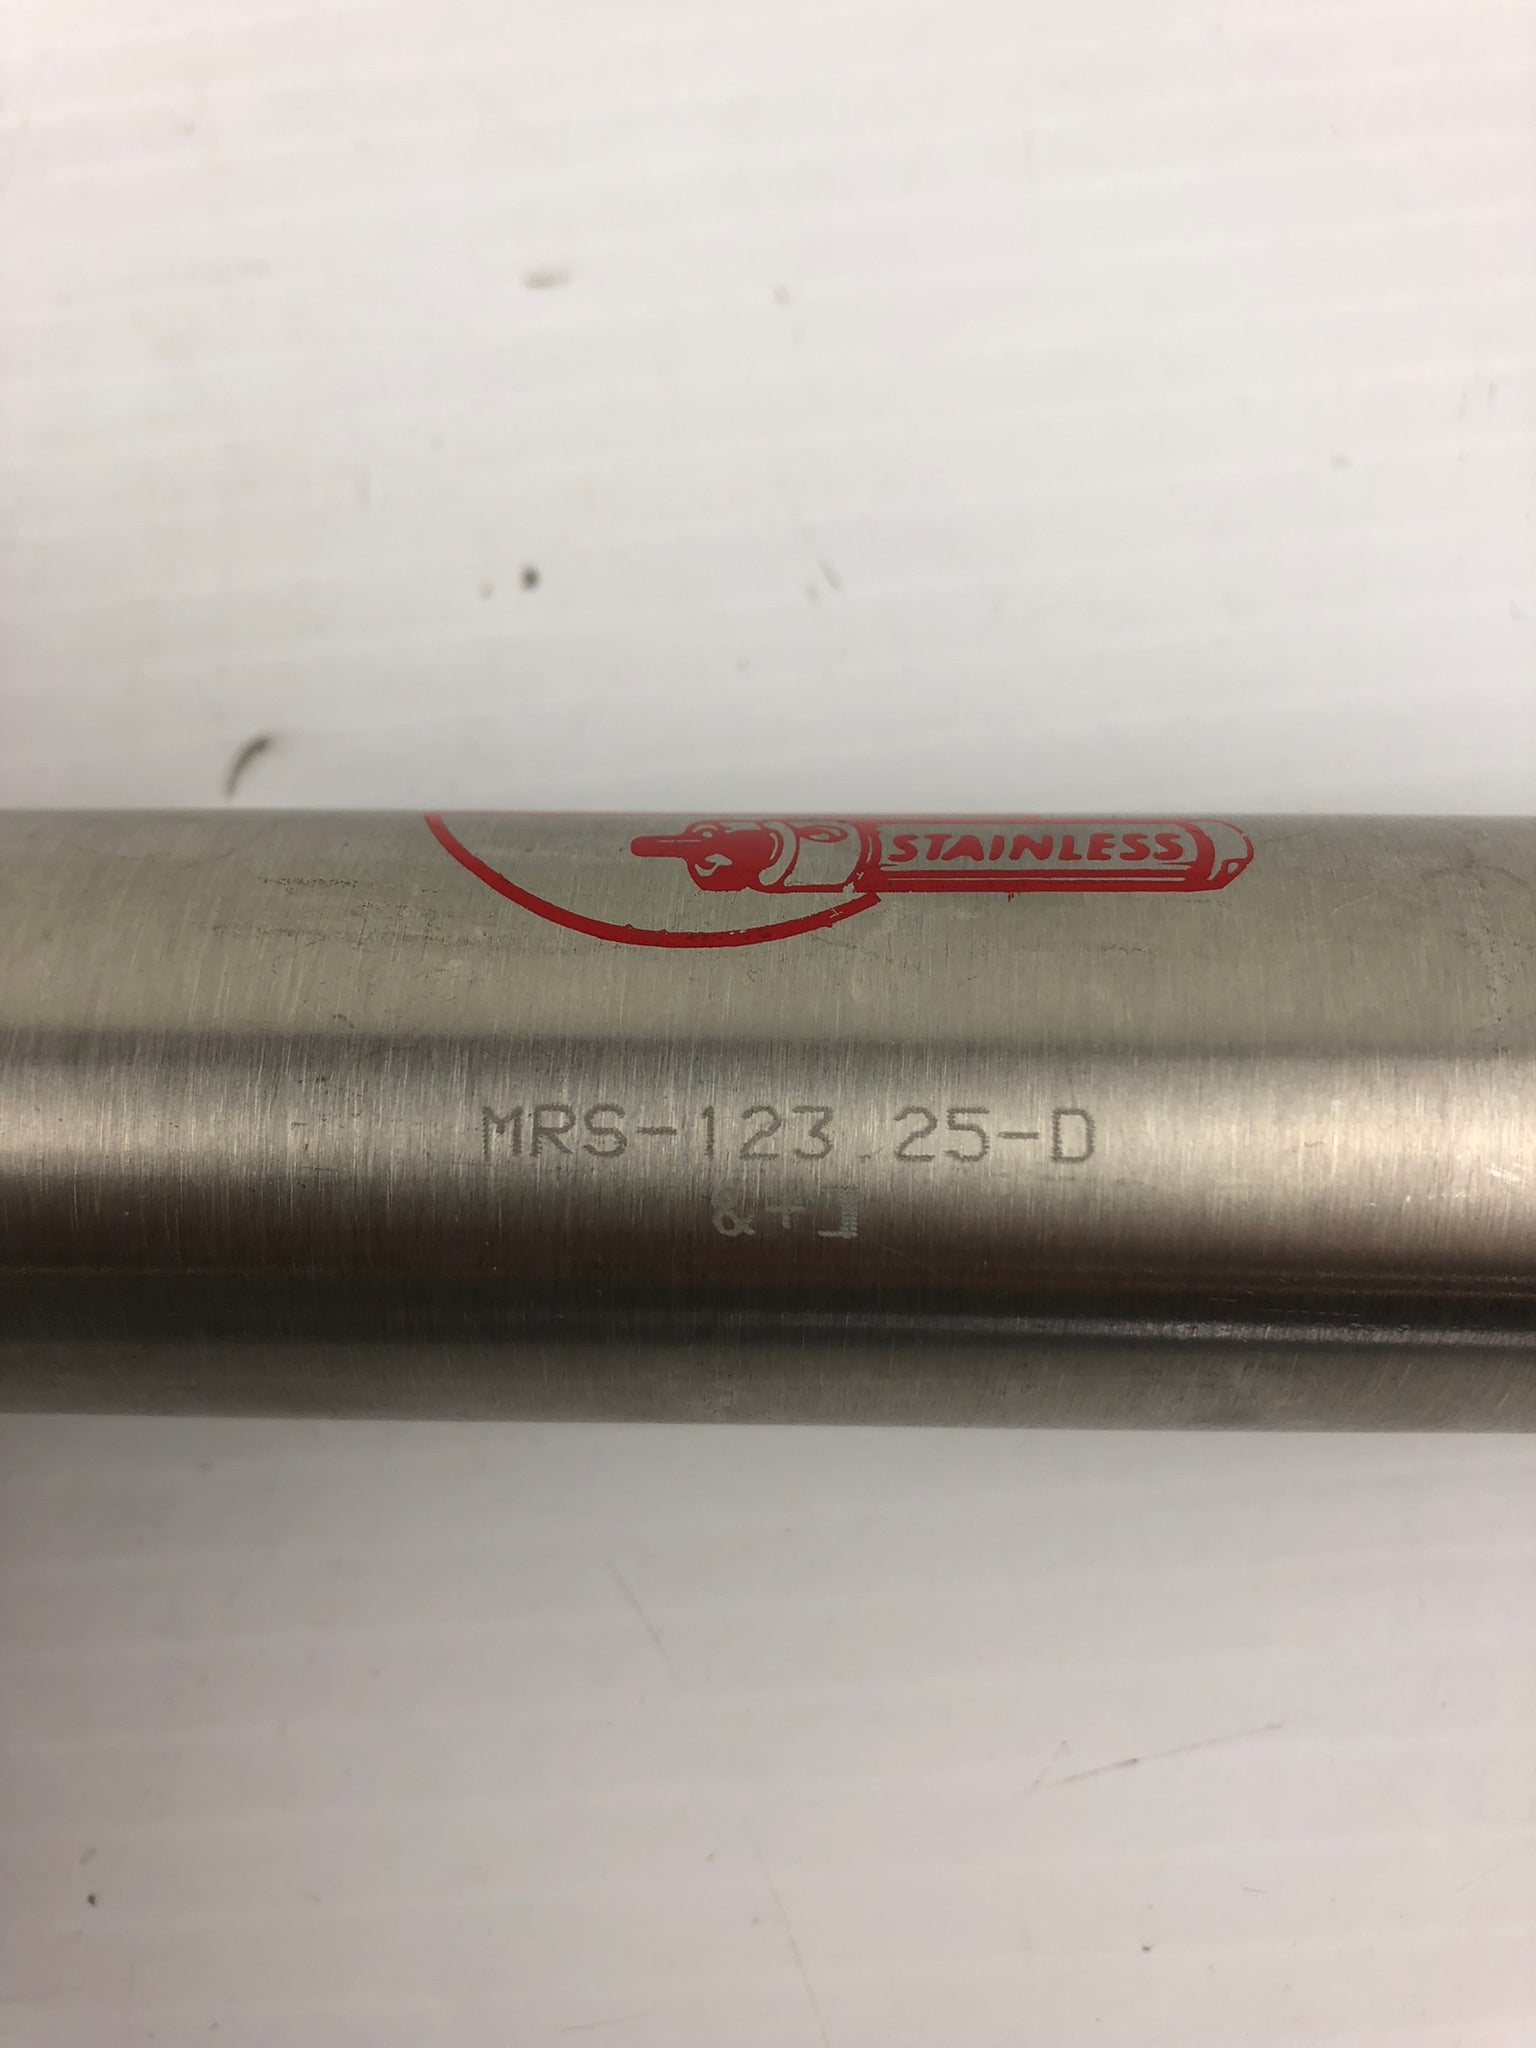 STAINLESS
MRS-123.25-D
&+]